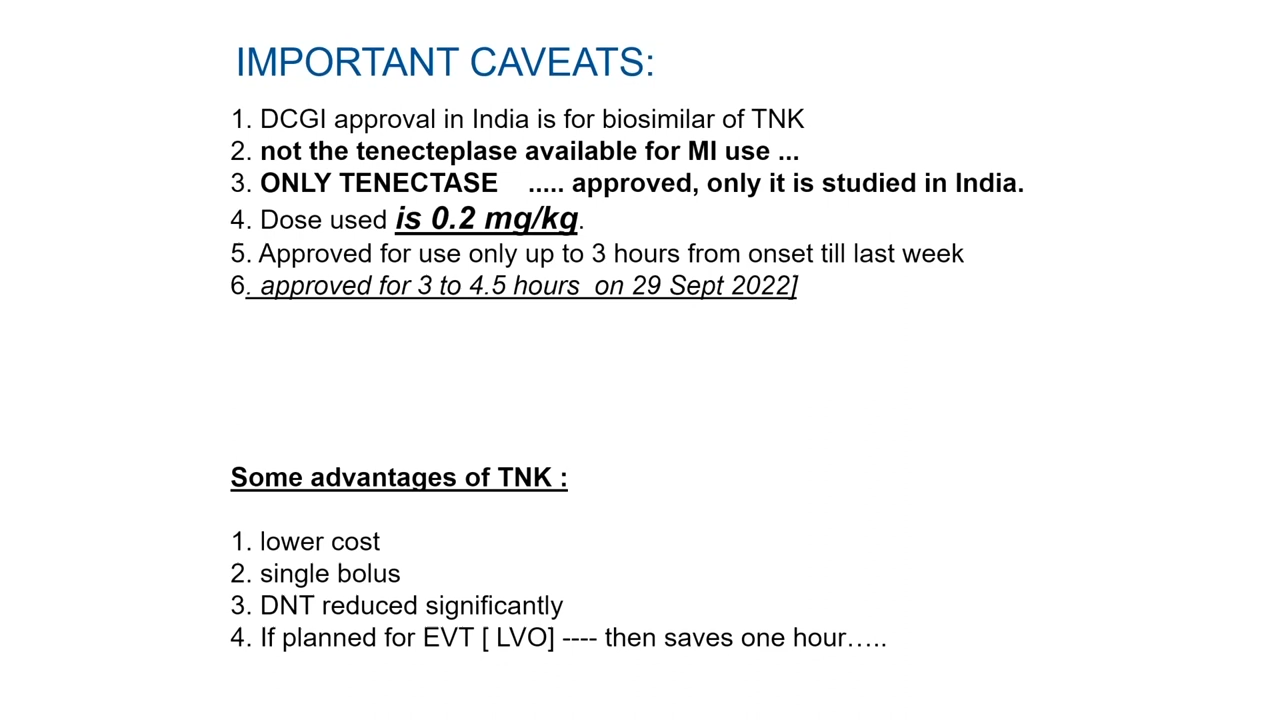 IMPORTANT CAVEATS:
1. DCGI approval in India is for biosimilar of TNK
2. not the tenecteplase available for MI use ...
3. ONLY TENECTASE ..... approved, only it is studied in India.
4. Dose used is 0.2 mg/kg.
5. Approved for use only up to 3 hours from onset till last week
6. approved for 3 to 4.5 hours on 29 Sept 2022]
Some advantages of TNK :
1. lower cost
2. single bolus
3. DNT reduced significantly
4. If planned for EVT [ LVO] ---- then saves one hour…..